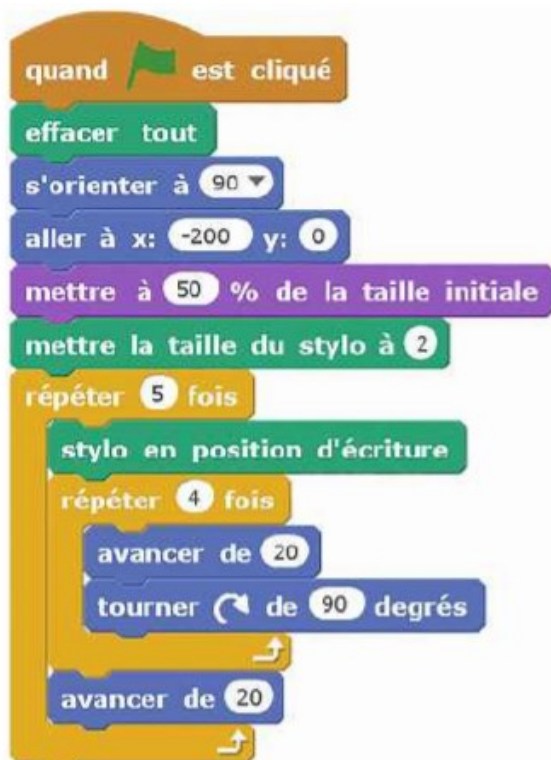 quand est cliqué
effacer tout
s'orienter à 90
aller à x: -200 y: 0
mettre à 50 % de la taille initiale
mettre la taille du stylo à 2
répéter 5 fois
stylo en position d'écriture
répéter 4 fois
avancer de 20
tourner de 90 degrés
avancer de 20